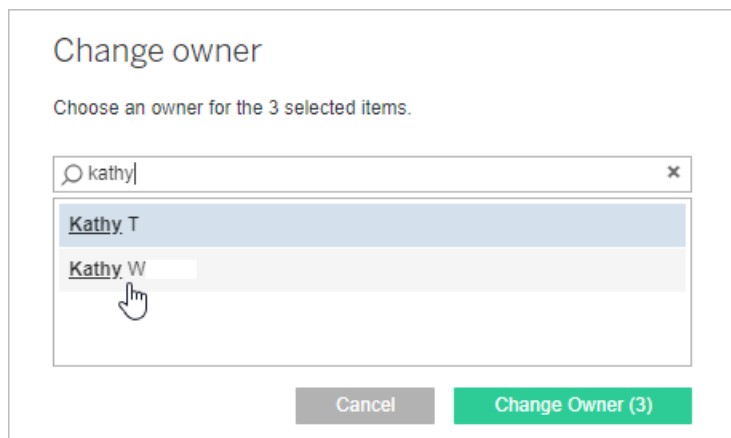 Change owner
Choose an owner for the 3 selected items.
kathy
Kathy T
Kathy W
Cancel Change Owner (3)